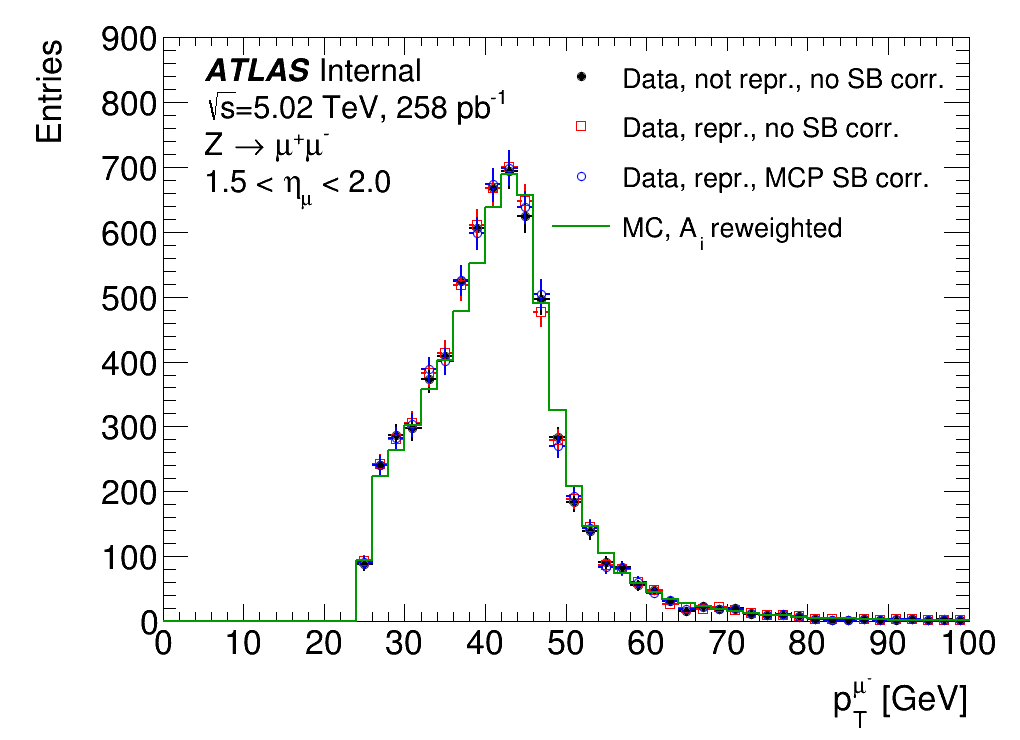 Entries
900
800
700
600
500
400
300
200
100
0
ATLAS Internal
√s=5.02 TeV, 258 pb⁻¹
Z → μ⁺μ⁻
1.5 < η_μ < 2.0
Data, not repr., no SB corr.
Data, repr., no SB corr.
Data, repr., MCP SB corr.
MC, A_i reweighted
0 10 20 30 40 50 60 70 80 90 100
p_T^μ⁻ [GeV]